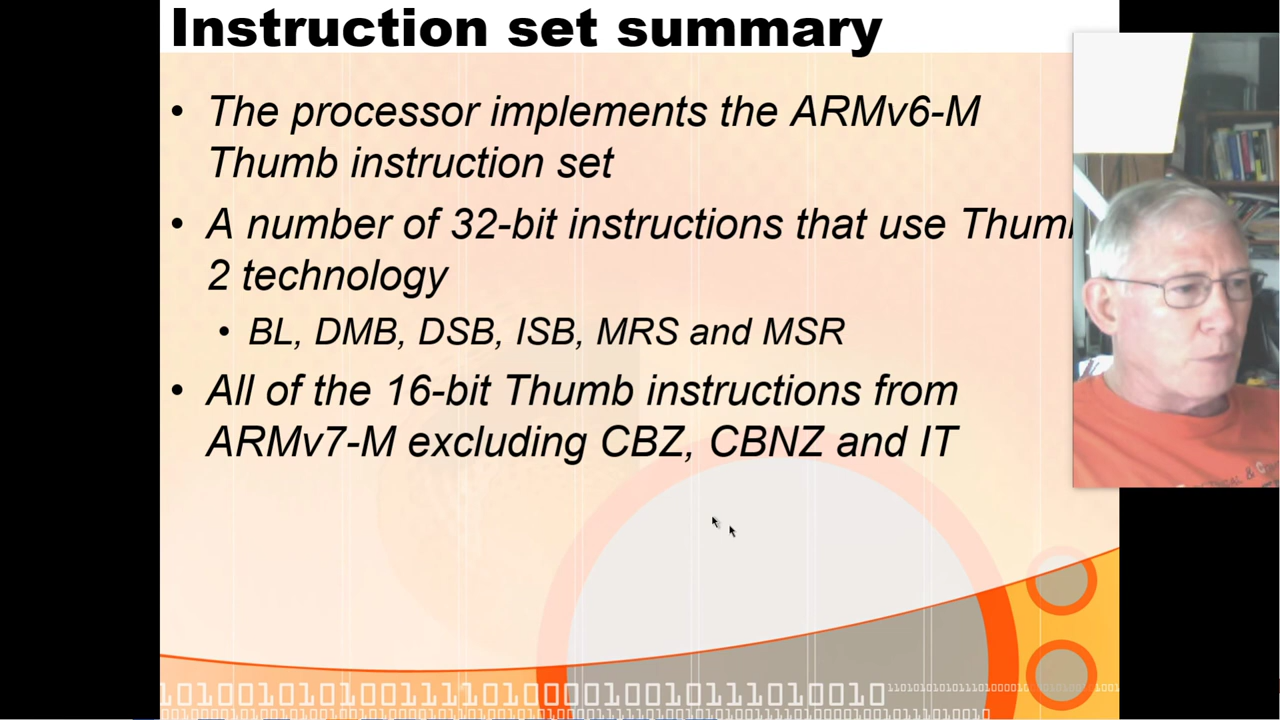 Instruction set summary
• The processor implements the ARMv6-M
Thumb instruction set
• A number of 32-bit instructions that use
2 technology
• BL, DMB, DSB, ISB, MRS and MSR
• All of the 16-bit Thumb instructions from
ARMv7-M excluding CBZ, CBNZ and IT